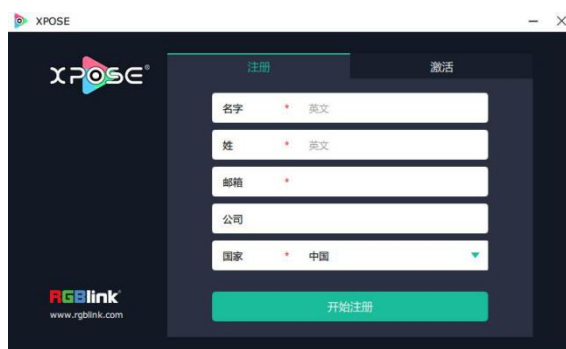 XPOSE
XPOSE®
注册
激活
名字 * 英文
姓 * 英文
邮箱 *
公司
国家 * 中国
开始注册
RGBlink®
www.rgblink.com